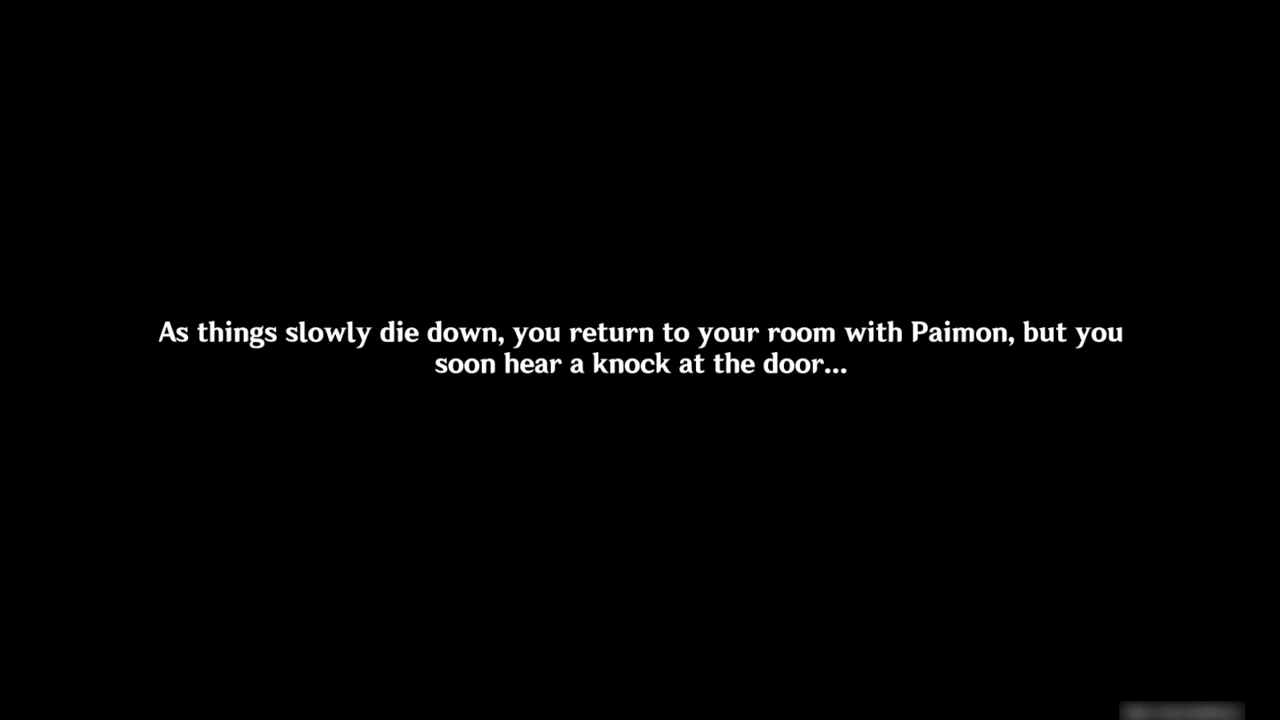 As things slowly die down, you return to your room with Paimon, but you
soon hear a knock at the door...